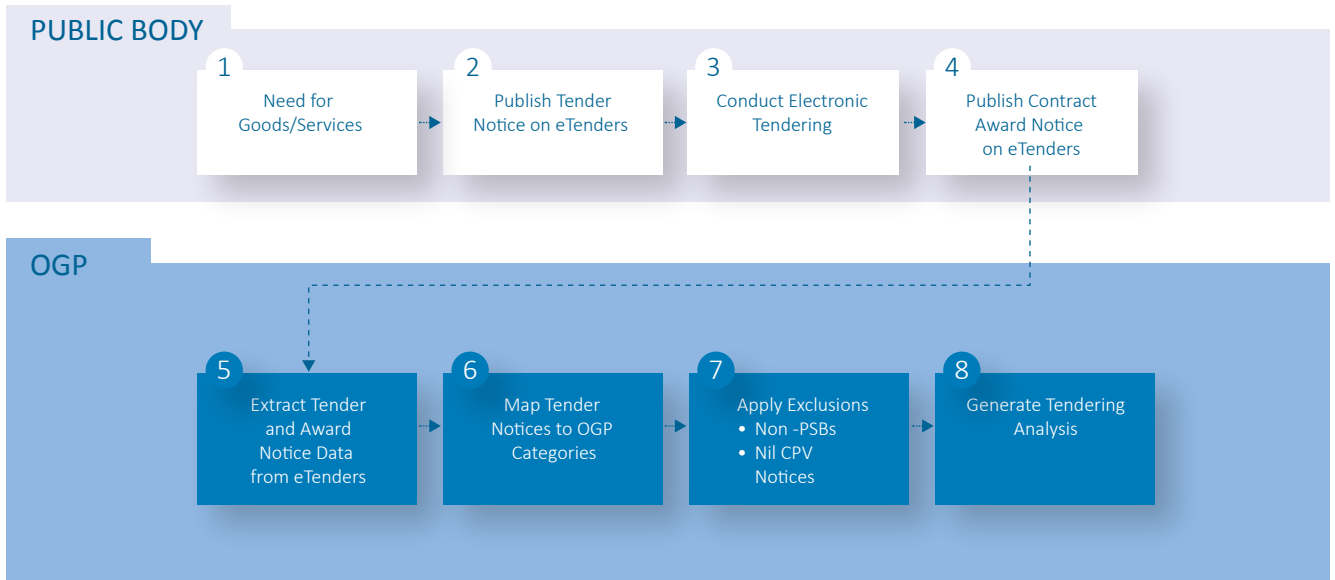 PUBLIC BODY
1
Need for
Goods/Services
2
Publish Tender
Notice on eTenders
3
Conduct Electronic
Tendering
4
Publish Contract
Award Notice
on eTenders
OGP
5
Extract Tender
and Award
Notice Data
from eTenders
6
Map Tender
Notices to OGP
Categories
7
Apply Exclusions
• Non -PSBs
• Nil CPV
Notices
8
Generate Tendering
Analysis